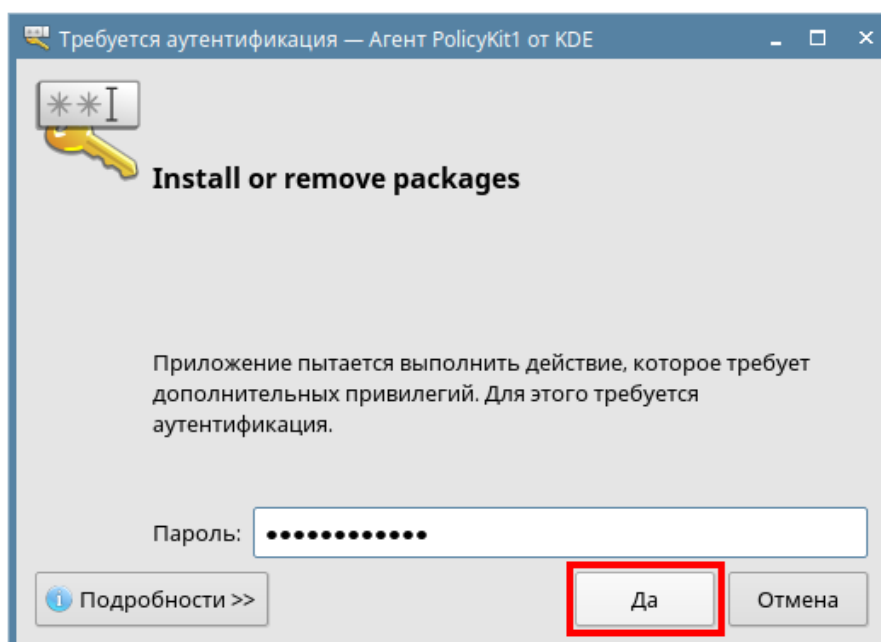 Требуется аутентификация — Агент PolicyKit1 от KDE
Install or remove packages
Приложение пытается выполнить действие, которое требует
дополнительных привилегий. Для этого требуется
аутентификация.
Пароль: ●●●●●●●●●●●●
Подробности >>
Да
Отмена